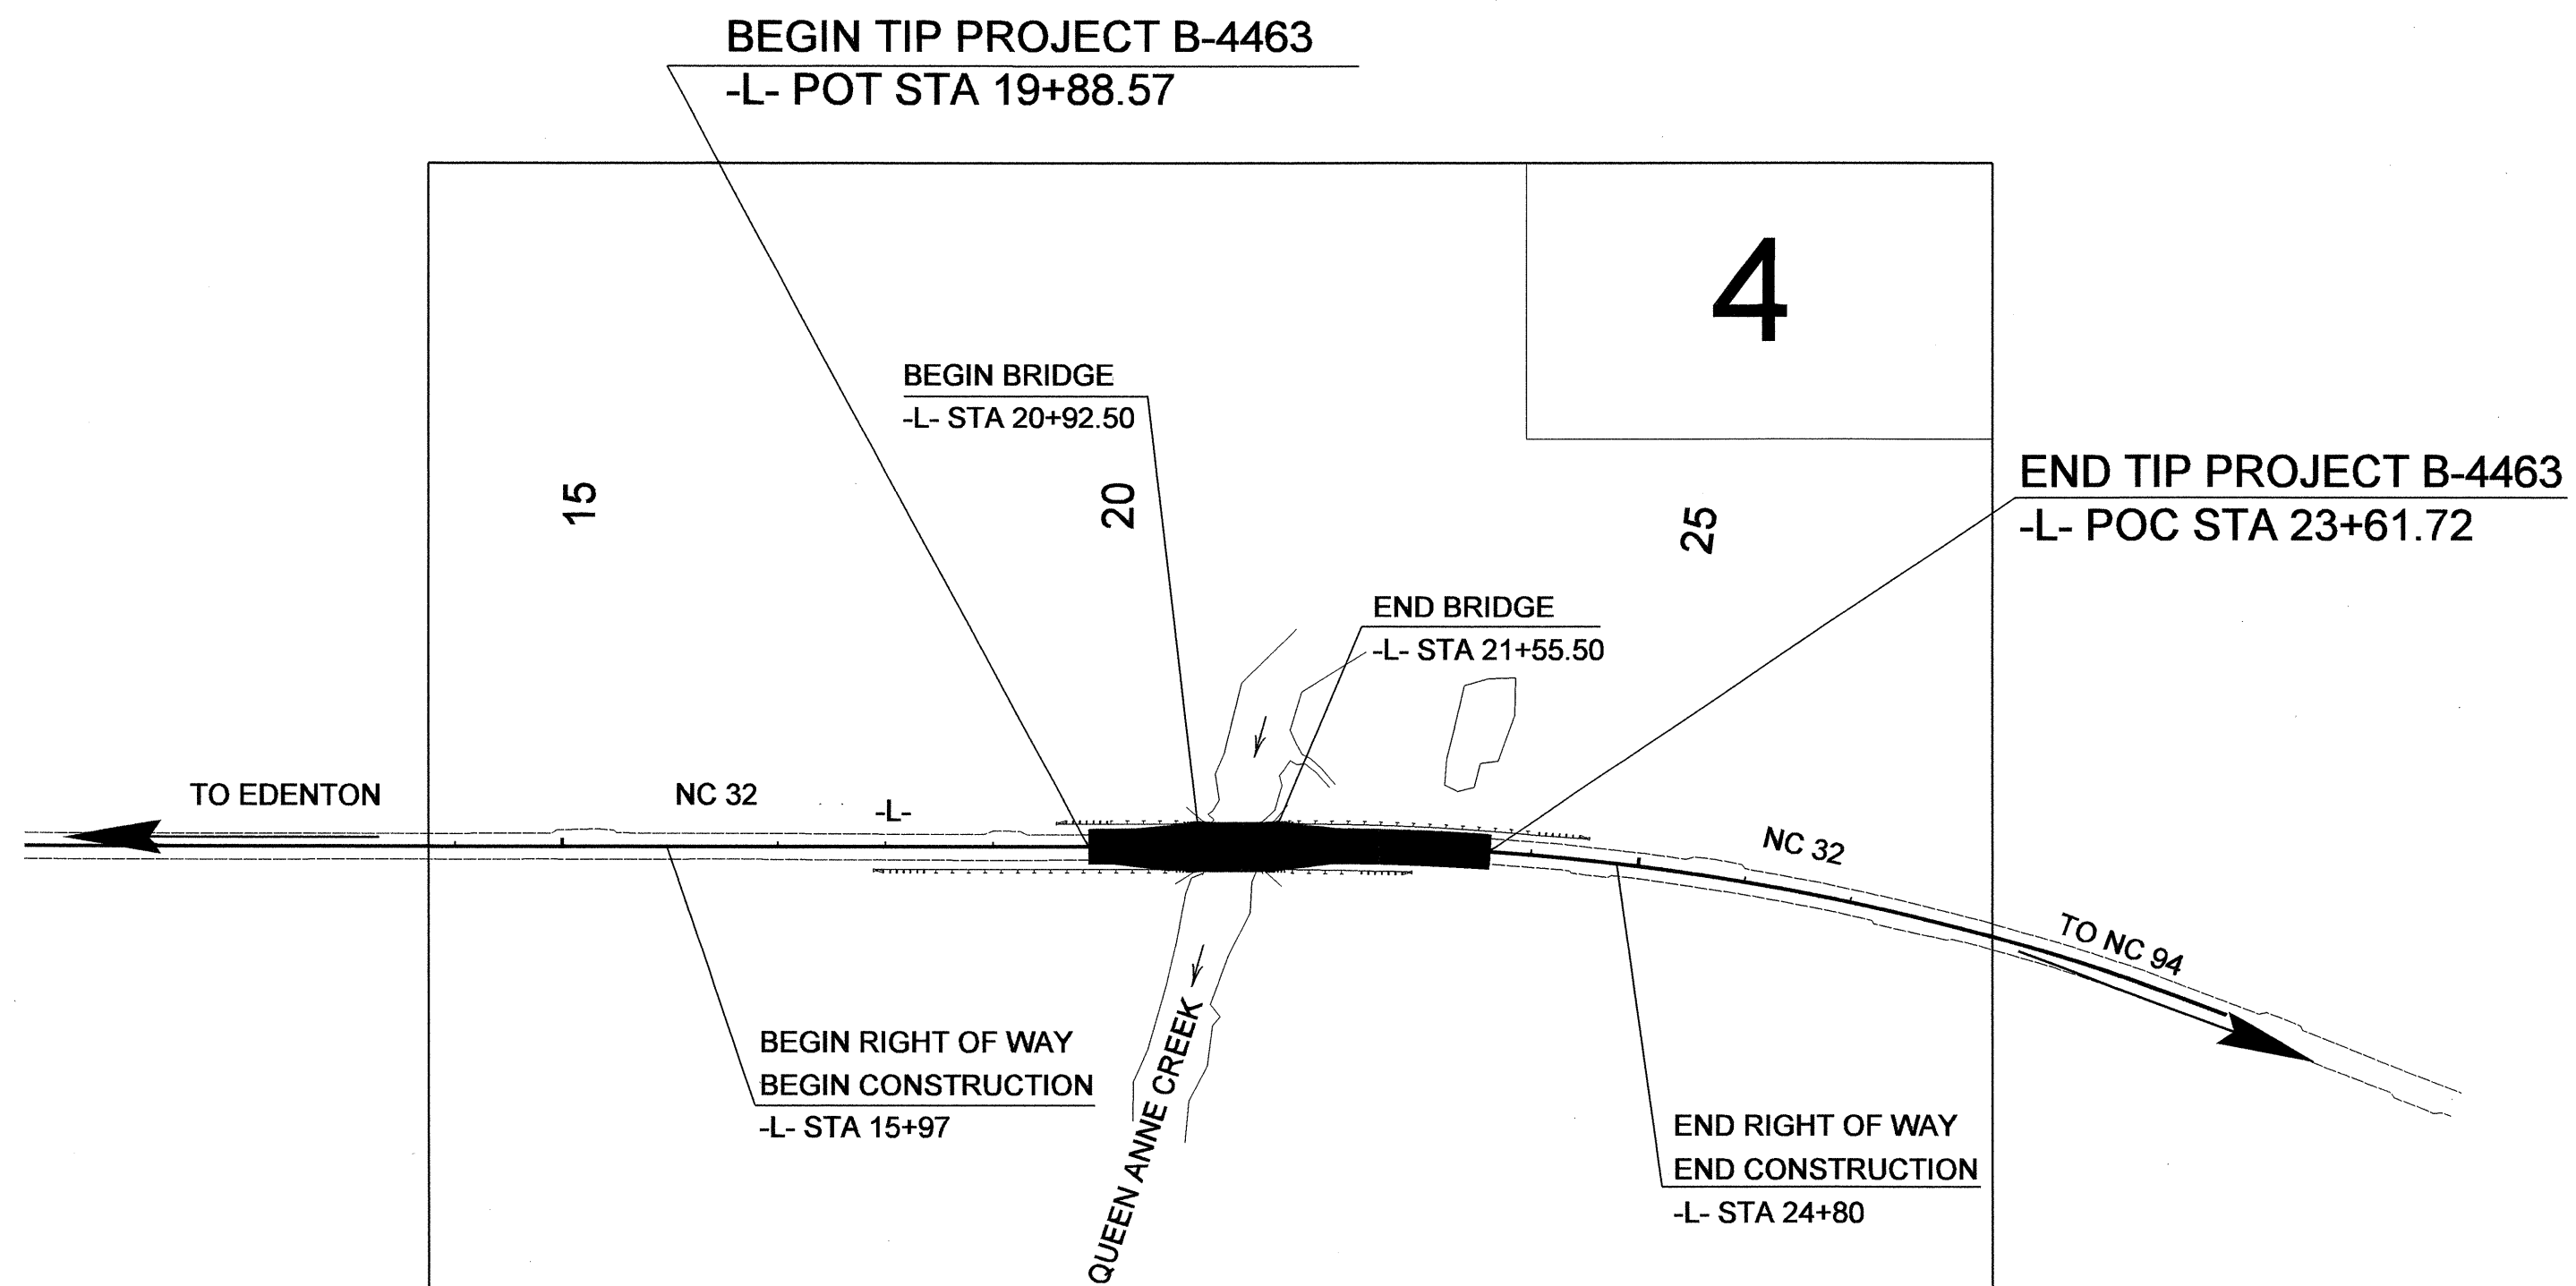 BEGIN TIP PROJECT B-4463
-L- POT STA 19+88.57
4
BEGIN BRIDGE
-L- STA 20+92.50
END TIP PROJECT B-4463
-L- POC STA 23+61.72
15
20
25
END BRIDGE
-L- STA 21+55.50
TO EDENTON
NC 32
-L-
NC 32
TO NC 94
BEGIN RIGHT OF WAY
BEGIN CONSTRUCTION
-L- STA 15+97
QUEEN ANNE CREEK
END RIGHT OF WAY
END CONSTRUCTION
-L- STA 24+80